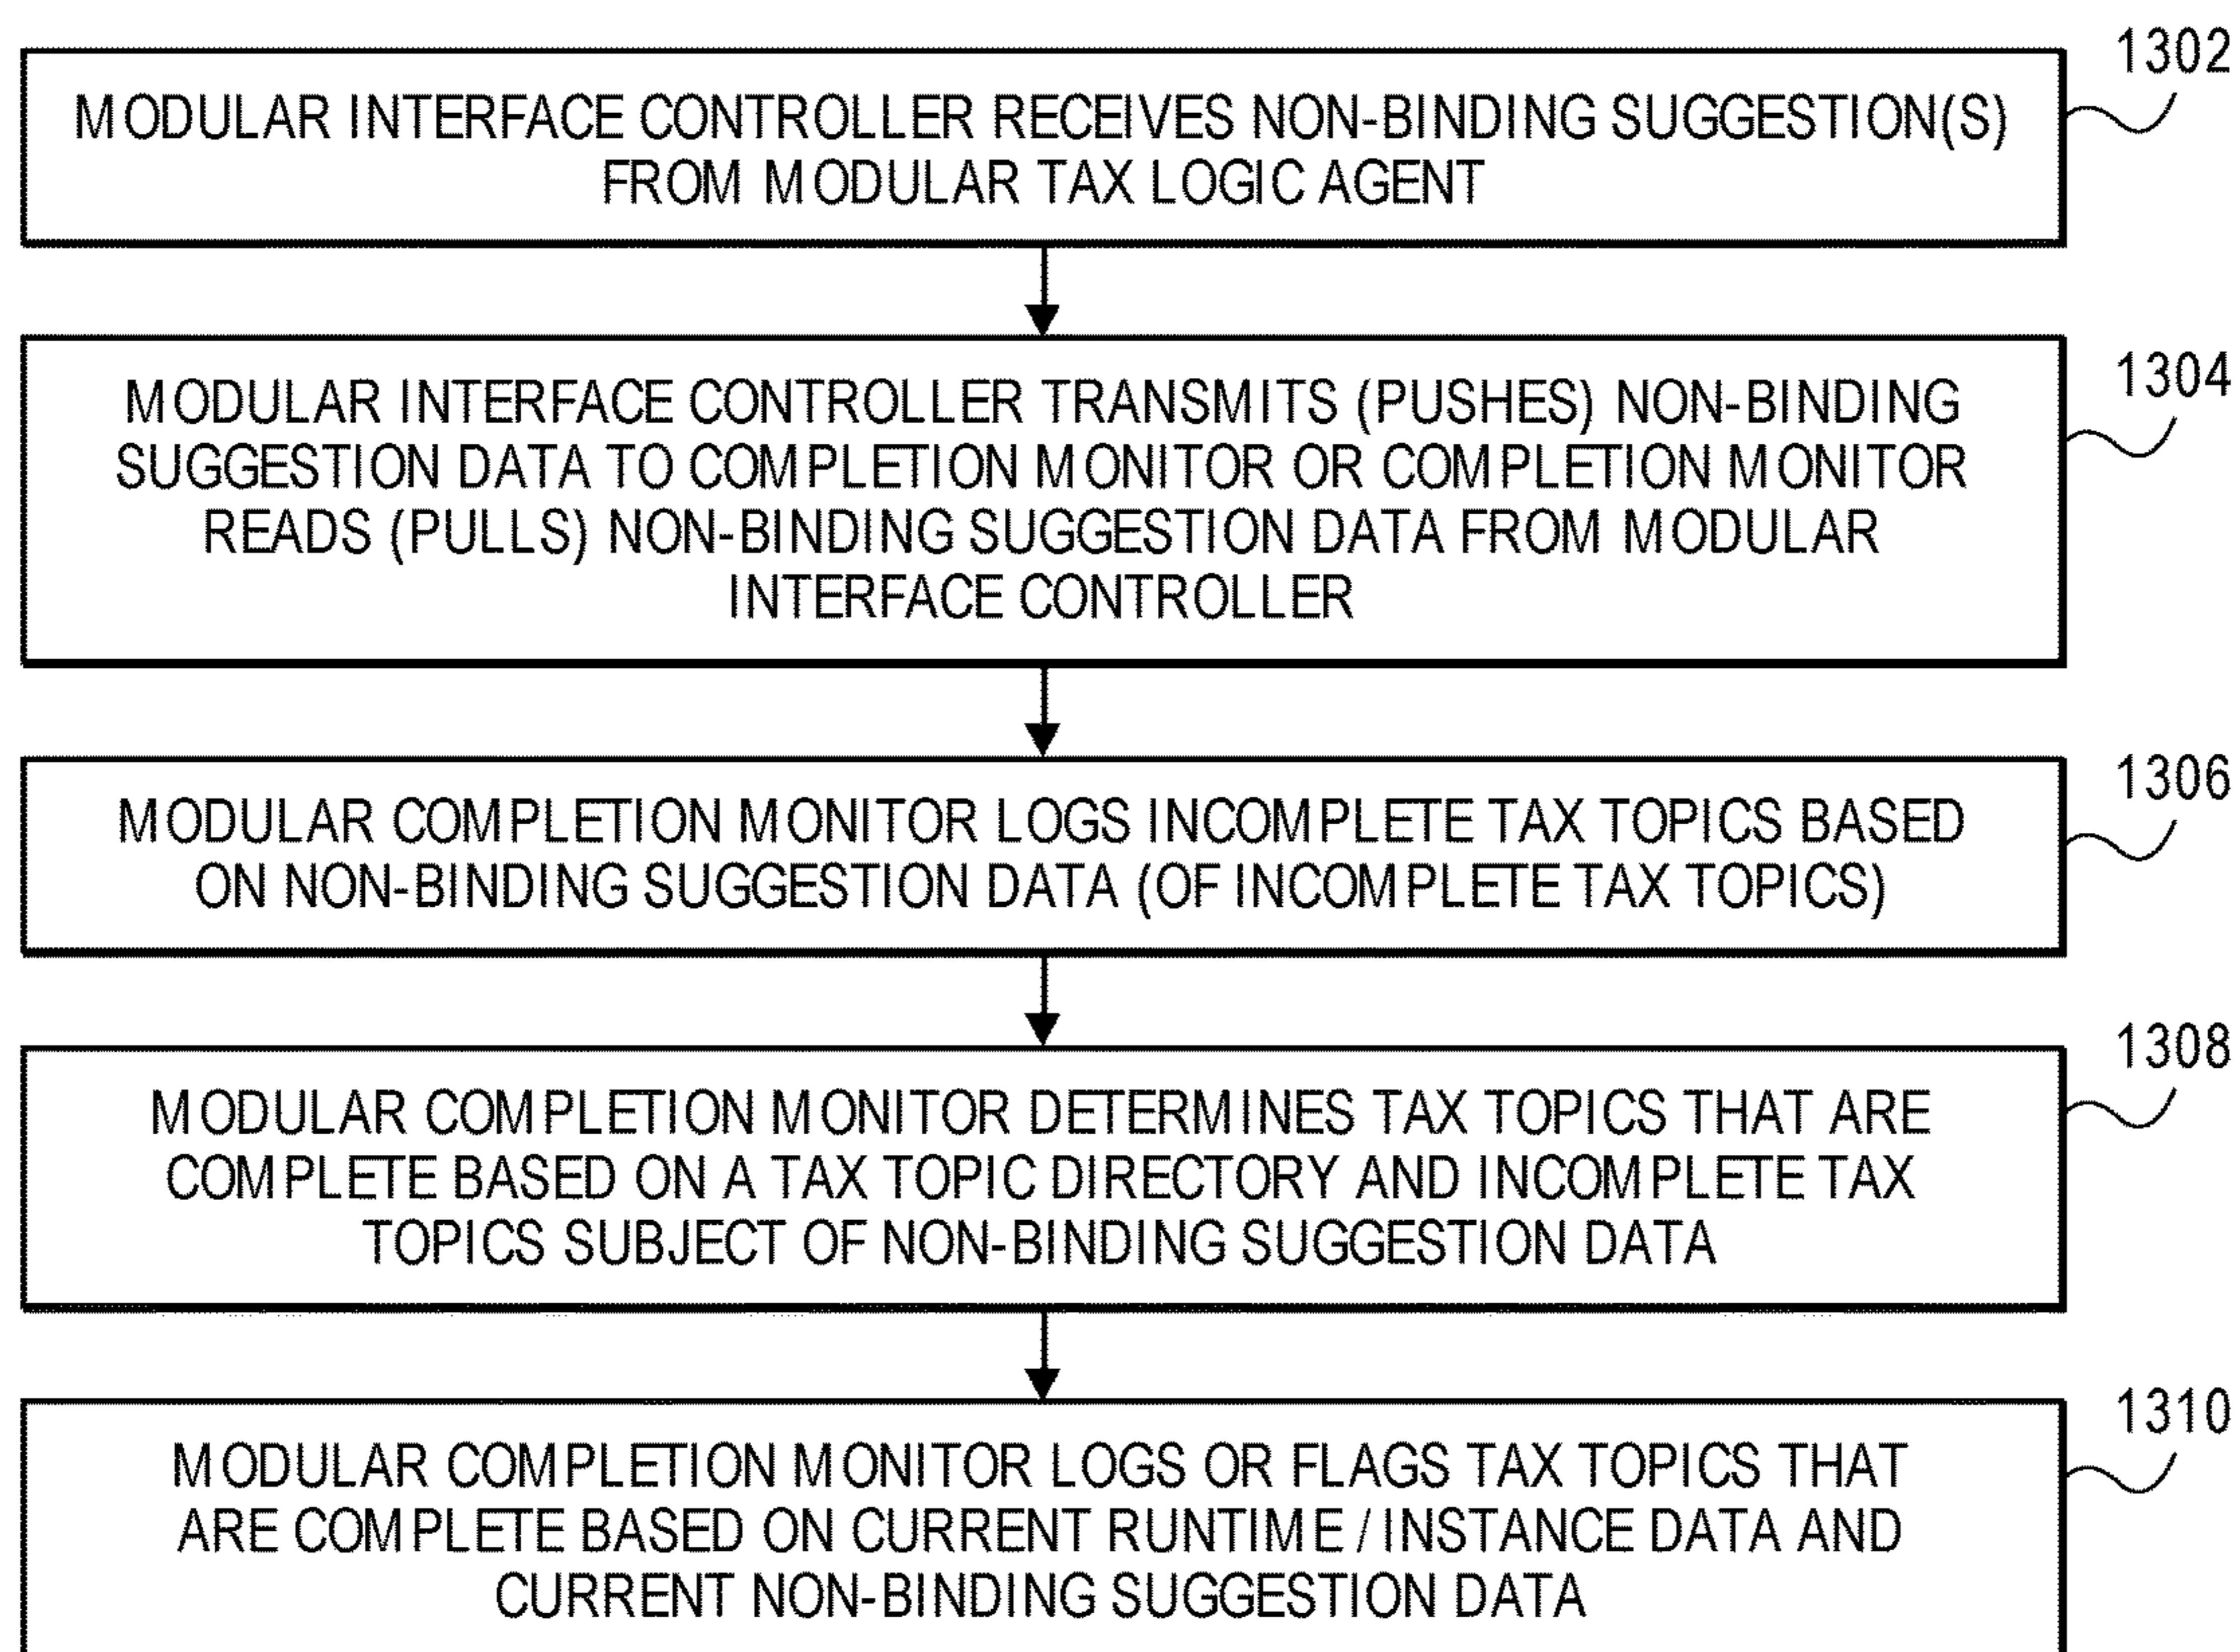 1302
MODULAR INTERFACE CONTROLLER RECEIVES NON-BINDING SUGGESTION(S)
FROM MODULAR TAX LOGIC AGENT
1304
MODULAR INTERFACE CONTROLLER TRANSMITS (PUSHES) NON-BINDING
SUGGESTION DATA TO COMPLETION MONITOR OR COMPLETION MONITOR
READS (PULLS) NON-BINDING SUGGESTION DATA FROM MODULAR
INTERFACE CONTROLLER
1306
MODULAR COMPLETION MONITOR LOGS INCOMPLETE TAX TOPICS BASED
ON NON-BINDING SUGGESTION DATA (OF INCOMPLETE TAX TOPICS)
1308
MODULAR COMPLETION MONITOR DETERMINES TAX TOPICS THAT ARE
COMPLETE BASED ON A TAX TOPIC DIRECTORY AND INCOMPLETE TAX
TOPICS SUBJECT OF NON-BINDING SUGGESTION DATA
1310
MODULAR COMPLETION MONITOR LOGS OR FLAGS TAX TOPICS THAT
ARE COMPLETE BASED ON CURRENT RUNTIME / INSTANCE DATA AND
CURRENT NON-BINDING SUGGESTION DATA